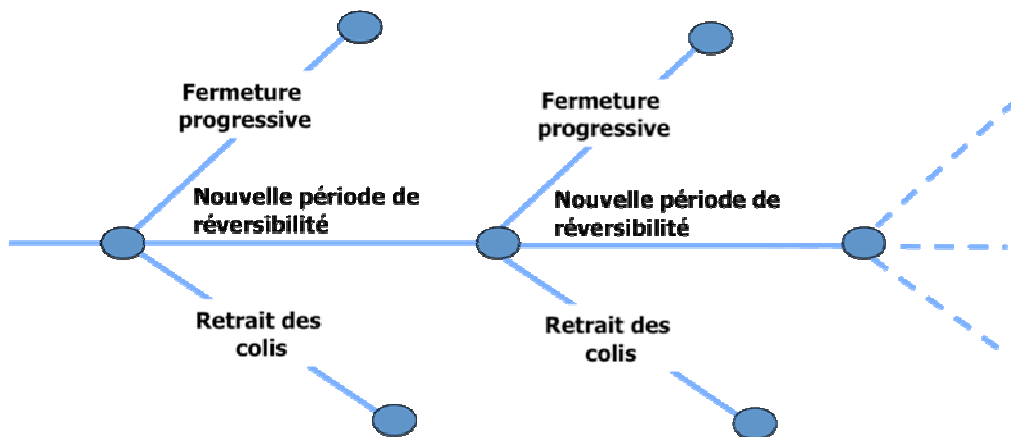 Fermeture
progressive
Fermeture
progressive
Nouvelle période de
réversibilité
Nouvelle période de
réversibilité
Retrait des
colis
Retrait des
colis